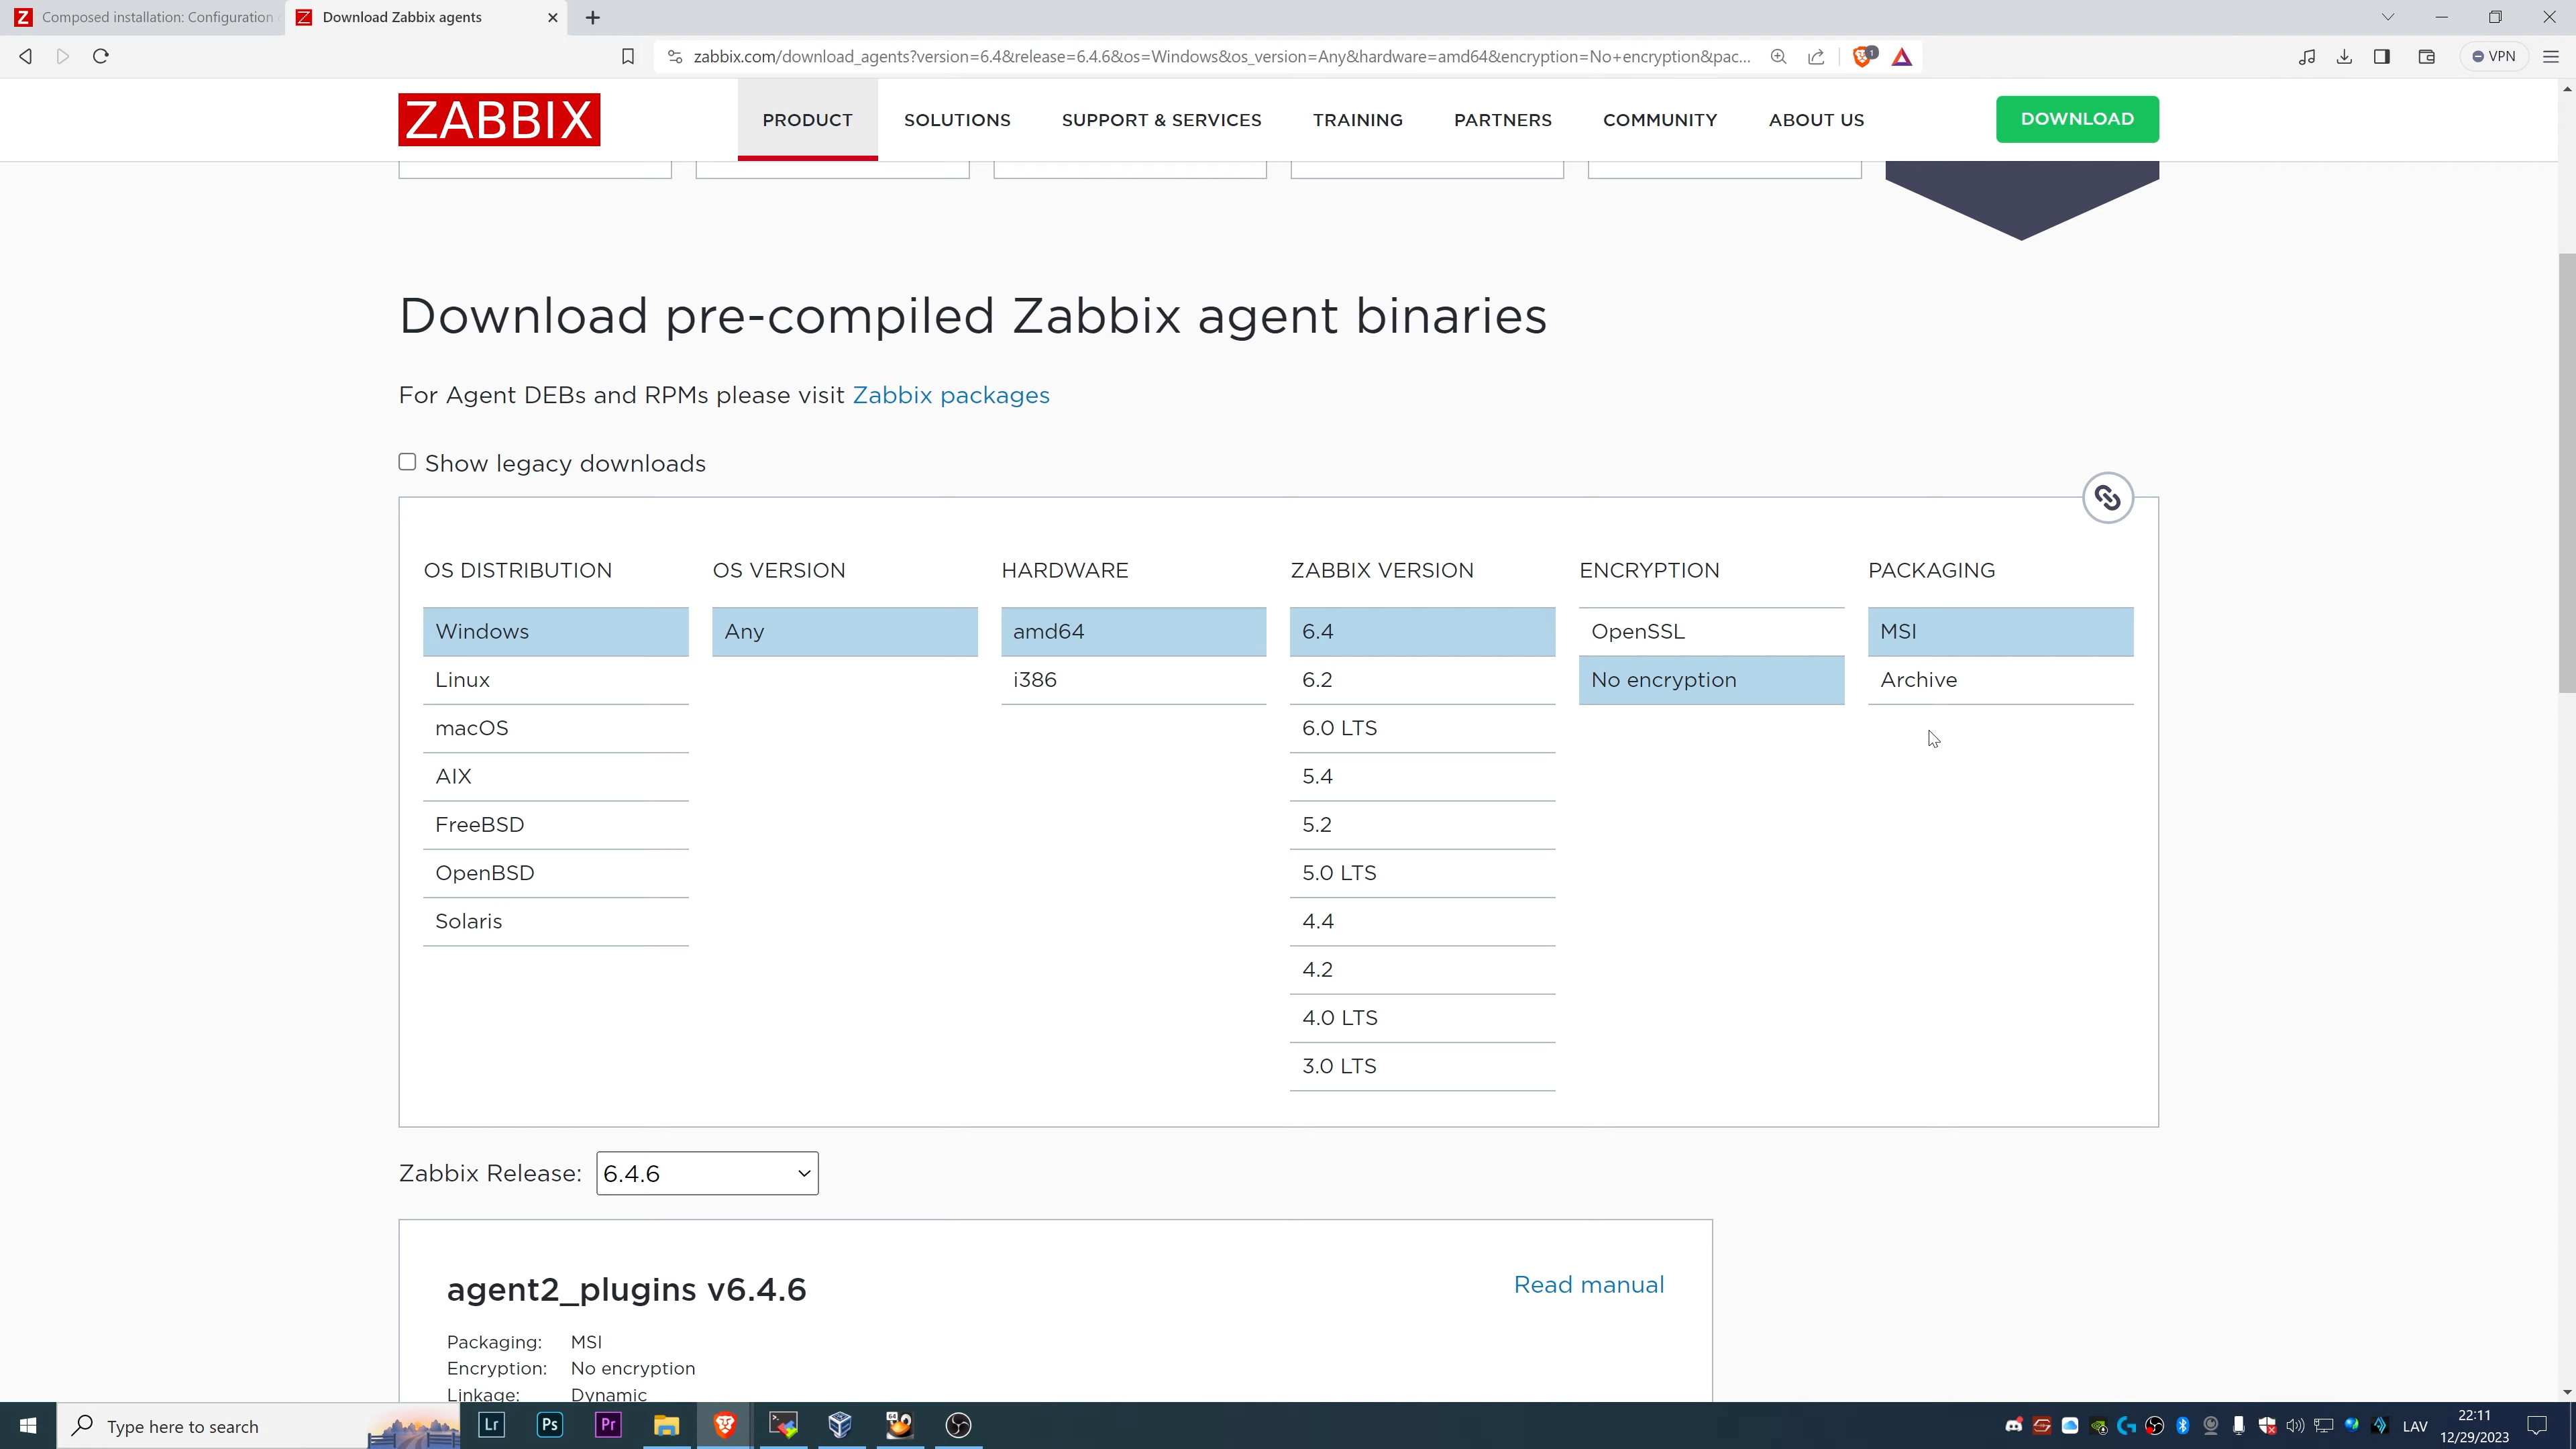 Composed installation: Configuration
Download Zabbix agents
zabbix.com/download_agents?version=6.4&release=6.4.6&os=Windows&os_version=Any&hardware=amd64&encryption=No+encryption&pac...
1
VPN
ZABBIX
PRODUCT
SOLUTIONS
SUPPORT & SERVICES
TRAINING
PARTNERS
COMMUNITY
ABOUT US
DOWNLOAD
Download pre-compiled Zabbix agent binaries
For Agent DEBs and RPMs please visit Zabbix packages
Show legacy downloads
OS DISTRIBUTION
Windows
Linux
macOS
AIX
FreeBSD
OpenBSD
Solaris
OS VERSION
Any
HARDWARE
amd64
i386
ZABBIX VERSION
6.4
6.2
6.0 LTS
5.4
5.2
5.0 LTS
4.4
4.2
4.0 LTS
3.0 LTS
ENCRYPTION
OpenSSL
No encryption
PACKAGING
MSI
Archive
Zabbix Release: 6.4.6
agent2_plugins v6.4.6
Read manual
Packaging: MSI
Encryption: No encryption
Linkage: Dynamic
Type here to search
Lr
Ps
Pr
LAV
22:11
12/29/2023